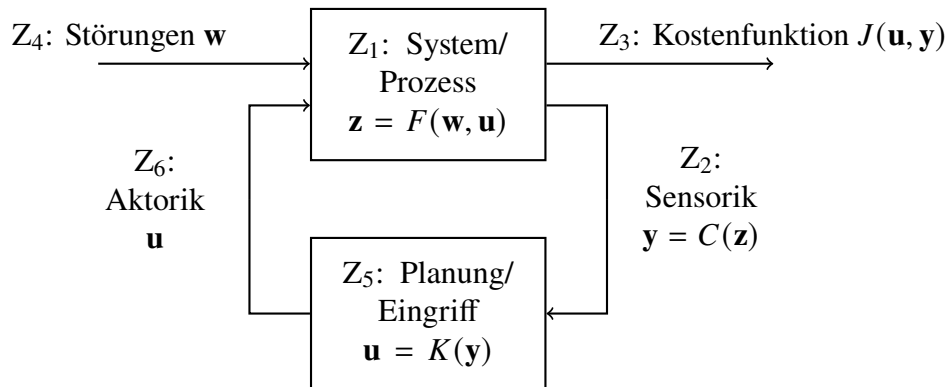 Z₄: Störungen w
Z₁: System/
Prozess
z = F(w, u)
Z₃: Kostenfunktion J(u, y)
Z₆:
Aktorik
u
Z₂:
Sensorik
y = C(z)
Z₅: Planung/
Eingriff
u = K(y)